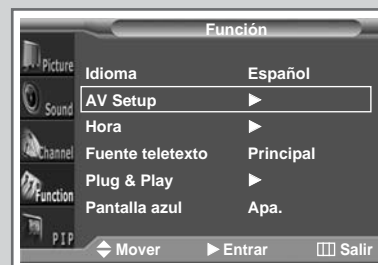 Función
Picture
Sound
Channel
Function
PIP
Idioma Español
AV Setup ▶
Hora ▶
Fuente teletexto Principal
Plug & Play ▶
Pantalla azul Apa.
Mover Entrar Salir